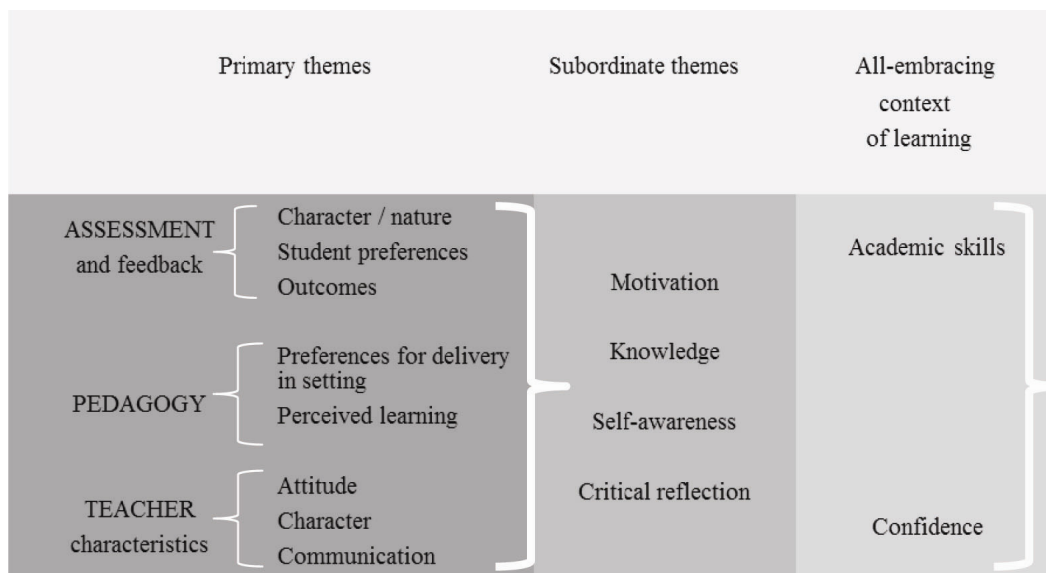 Primary themes
Subordinate themes
All-embracing
context
of learning
ASSESSMENT
and feedback
Character / nature
Student preferences
Outcomes
PEDAGOGY
Preferences for delivery
in setting
Perceived learning
TEACHER
characteristics
Attitude
Character
Communication
Motivation
Knowledge
Self-awareness
Critical reflection
Academic skills
Confidence